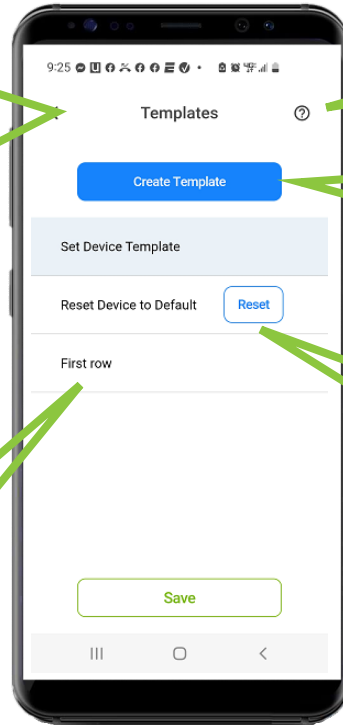 9:25
Templates
Create Template
Set Device Template
Reset Device to Default Reset
First row
Save